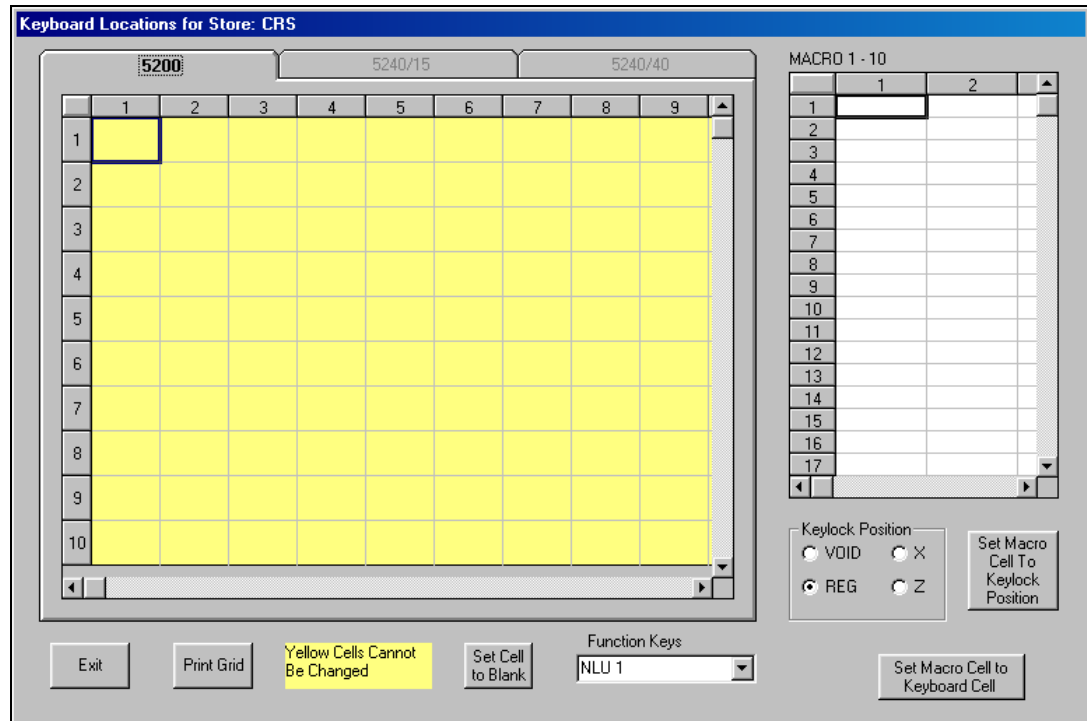 Keyboard Locations for Store: CRS
5200 5240/15 5240/40
1 2 3 4 5 6 7 8 9
1
2
3
4
5
6
7
8
9
10
MACRO 1 - 10
1 2
1
2
3
4
5
6
7
8
9
10
11
12
13
14
15
16
17
Keylock Position
VOID X
REG Z
Set Macro
Cell To
Keylock
Position
Exit
Print Grid
Yellow Cells Cannot
Be Changed
Set Cell
to Blank
Function Keys
NLU 1
Set Macro Cell to
Keyboard Cell